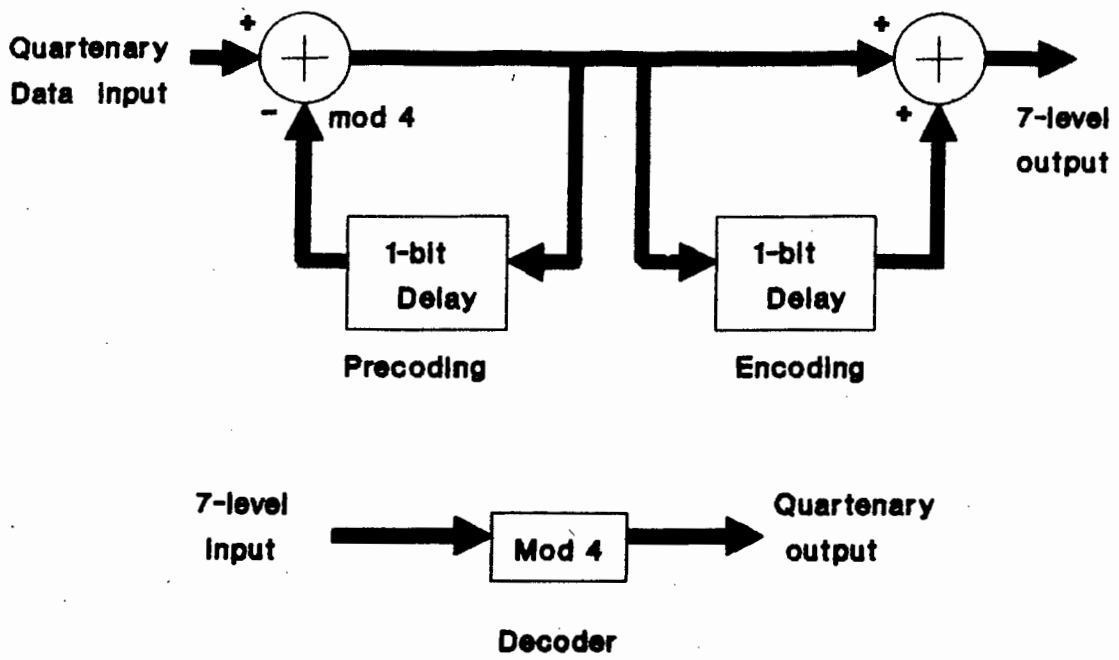 Quartenary
Data Input
+
-
mod 4
+
+
7-level
output
1-bit
Delay
1-bit
Delay
Precoding
Encoding
7-level
Input
Mod 4
Quartenary
output
Decoder